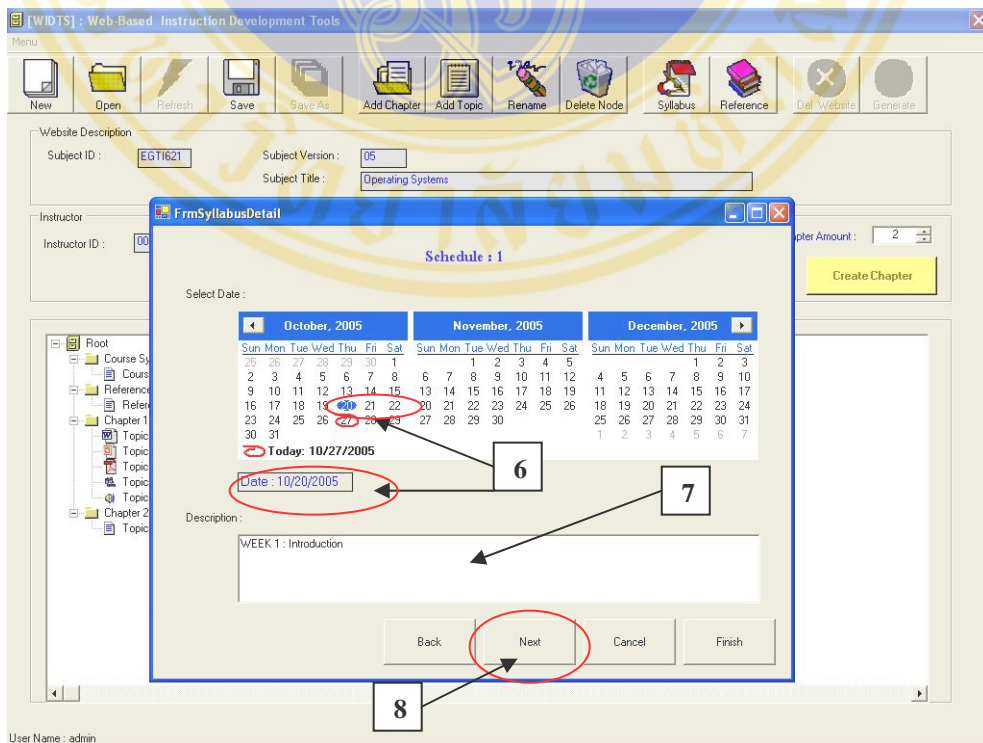 [WIDTS] : Web-Based Instruction Development Tools
Menu
New Open Refresh Save Save As Add Chapter Add Topic Rename Delete Node Syllabus Reference Del. Website Generate
Website Description
Subject ID : EGTI621 Subject Version : 05
Subject Title : Operating Systems
Instructor
Instructor ID : 00
Chapter Amount : 2
Create Chapter
FrmSyllabusDetail
Schedule : 1
Select Date :
October, 2005 November, 2005 December, 2005
Sun Mon Tue Wed Thu Fri Sat Sun Mon Tue Wed Thu Fri Sat Sun Mon Tue Wed Thu Fri Sat
25 26 27 28 29 30 1 1 2 3 4 5 1 2 3
2 3 4 5 6 7 8 6 7 8 9 10 11 12 4 5 6 7 8 9 10
9 10 11 12 13 14 15 13 14 15 16 17 18 19 11 12 13 14 15 16 17
16 17 18 19 20 21 22 20 21 22 23 24 25 26 18 19 20 21 22 23 24
23 24 25 26 27 28 29 27 28 29 30 25 26 27 28 29 30 31
30 31 1 2 3 4 5 6 7
Today: 10/27/2005
Date : 10/20/2005
Description :
WEEK 1 : Introduction
Back Next Cancel Finish
6
7
8
Root
Course Sy
Cours
Reference
Refer
Chapter 1
Topic
Topic
Topic
Topic
Topic
Chapter 2
Topic
User Name : admin